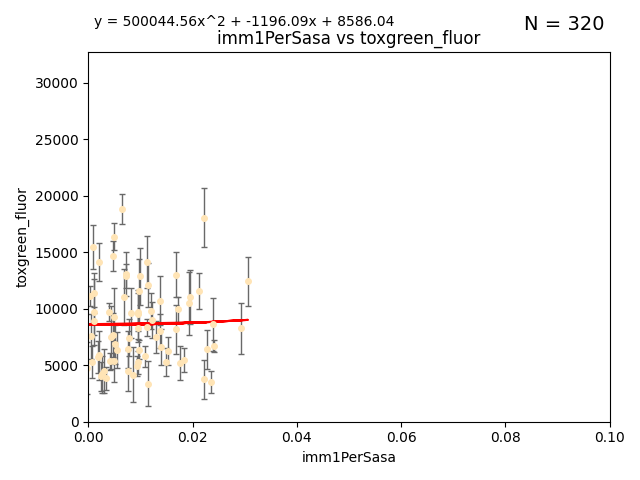 y = 500044.56x^2 + -1196.09x + 8586.04
N = 320
imm1PerSasa vs toxgreen_fluor
30000
25000
20000
15000
10000
5000
0
toxgreen_fluor
0.00 0.02 0.04 0.06 0.08 0.10
imm1PerSasa